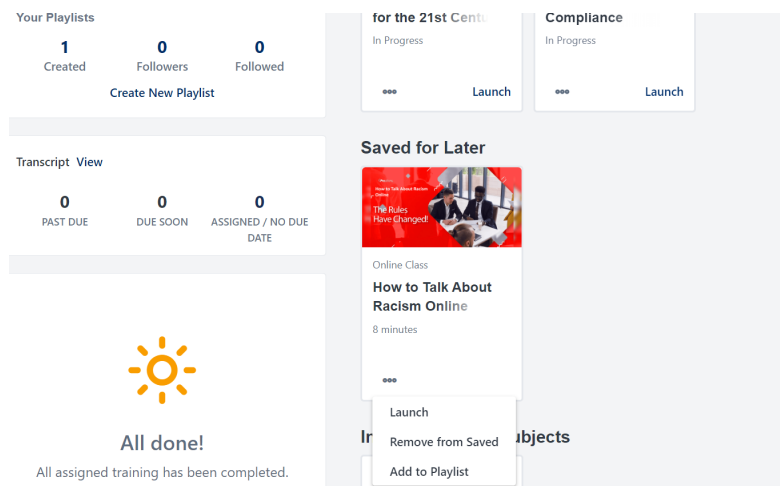 Your Playlists
1
0
0
Created
Followers
Followed
Create New Playlist
Transcript View
0
0
0
PAST DUE
DUE SOON
ASSIGNED / NO DUE
DATE
All done!
All assigned training has been completed.
for the 21st Centu
In Progress
Launch
Compliance
In Progress
Launch
Saved for Later
How to Talk About Racism
Online
The Rules
Have Changed!
Online Class
How to Talk About
Racism Online
8 minutes
Launch
Remove from Saved
Add to Playlist
In
ubjects